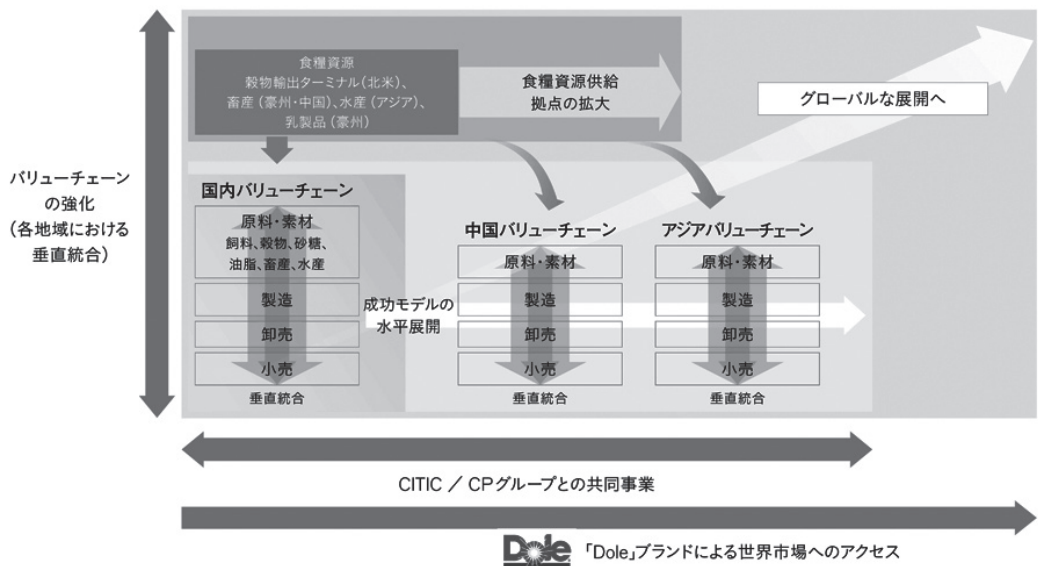 食糧資源
穀物輸出ターミナル(北米)、
畜産(豪州・中国)、水産(アジア)、
乳製品(豪州)
食糧資源供給
拠点の拡大
グローバルな展開へ
バリューチェーン
の強化
(各地域における
垂直統合)
国内バリューチェーン
原料・素材
飼料、穀物、砂糖、
油脂、畜産、水産
製造
卸売
小売
垂直統合
成功モデルの
水平展開
中国バリューチェーン
原料・素材
製造
卸売
小売
垂直統合
アジアバリューチェーン
原料・素材
製造
卸売
小売
垂直統合
CITIC / CPグループとの共同事業
Dole 「Dole」ブランドによる世界市場へのアクセス